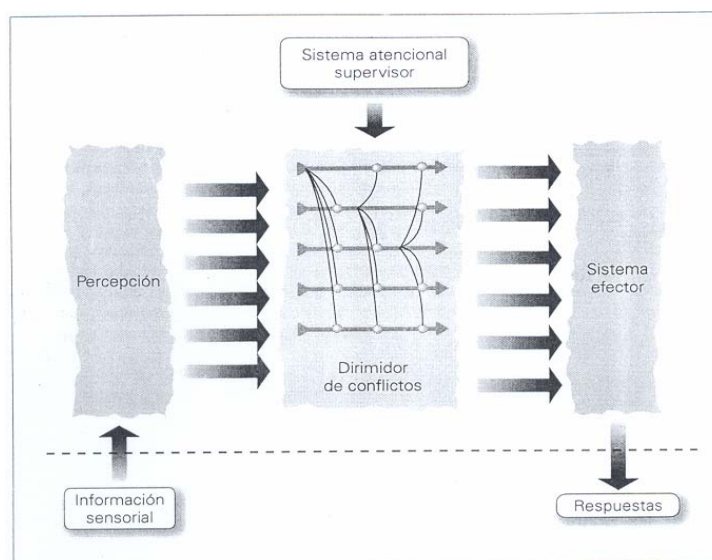 Sistema atencional
supervisor
Percepción
Dirimidor
de conflictos
Sistema
efector
Información
sensorial
Respuestas